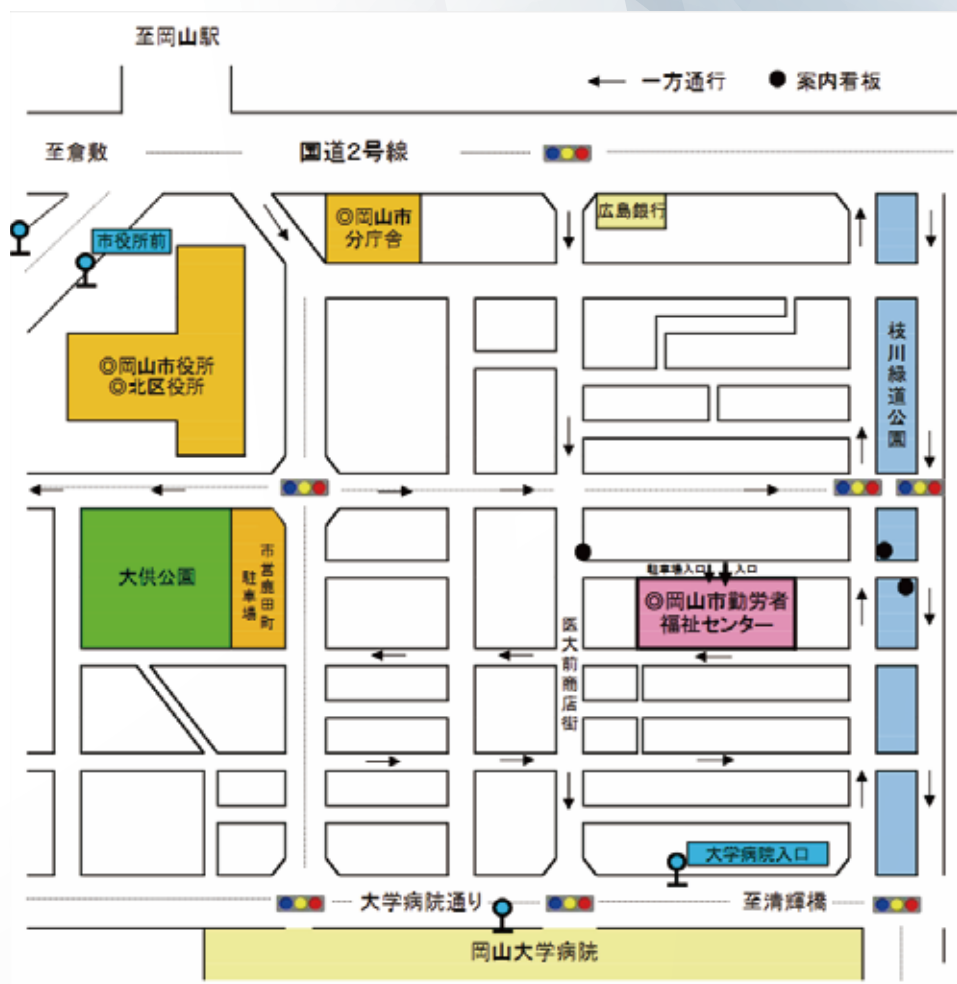 至岡山駅
一方通行
案内看板
至倉敷
国道2号線
◎岡山市
分庁舎
広島銀行
市役所前
◎岡山市役所
◎北区役所
枝川緑道公園
大供公園
市営鹿田町
駐車場
駐車場入口
入口
◎岡山市勤労者
福祉センター
医大前商店街
大学病院入口
大学病院通り
至清輝橋
岡山大学病院